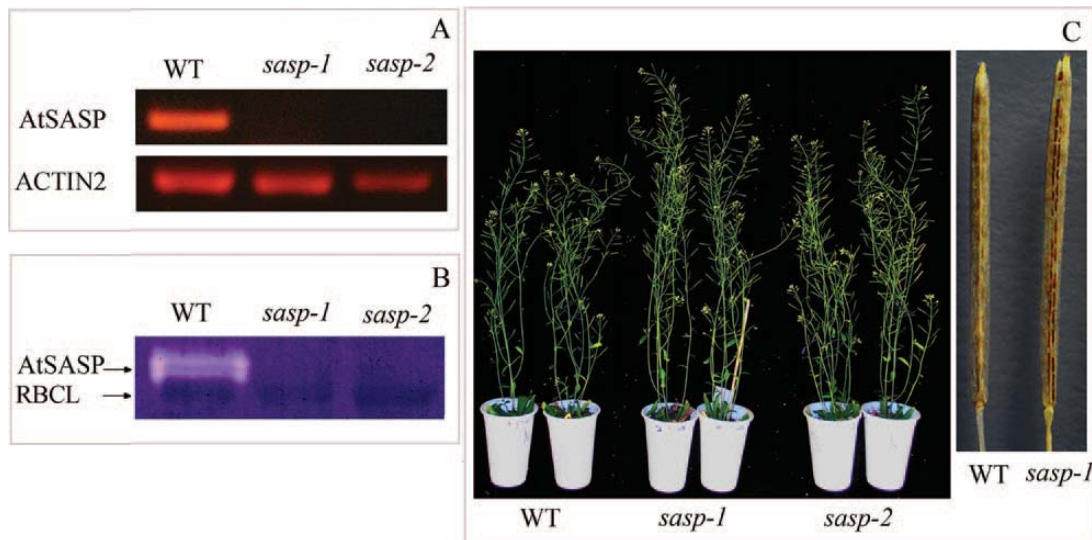 A
WT sasp-1 sasp-2
AtSASP
ACTIN2
B
WT sasp-1 sasp-2
AtSASP
RBCL
C
WT sasp-1 sasp-2
WT sasp-1